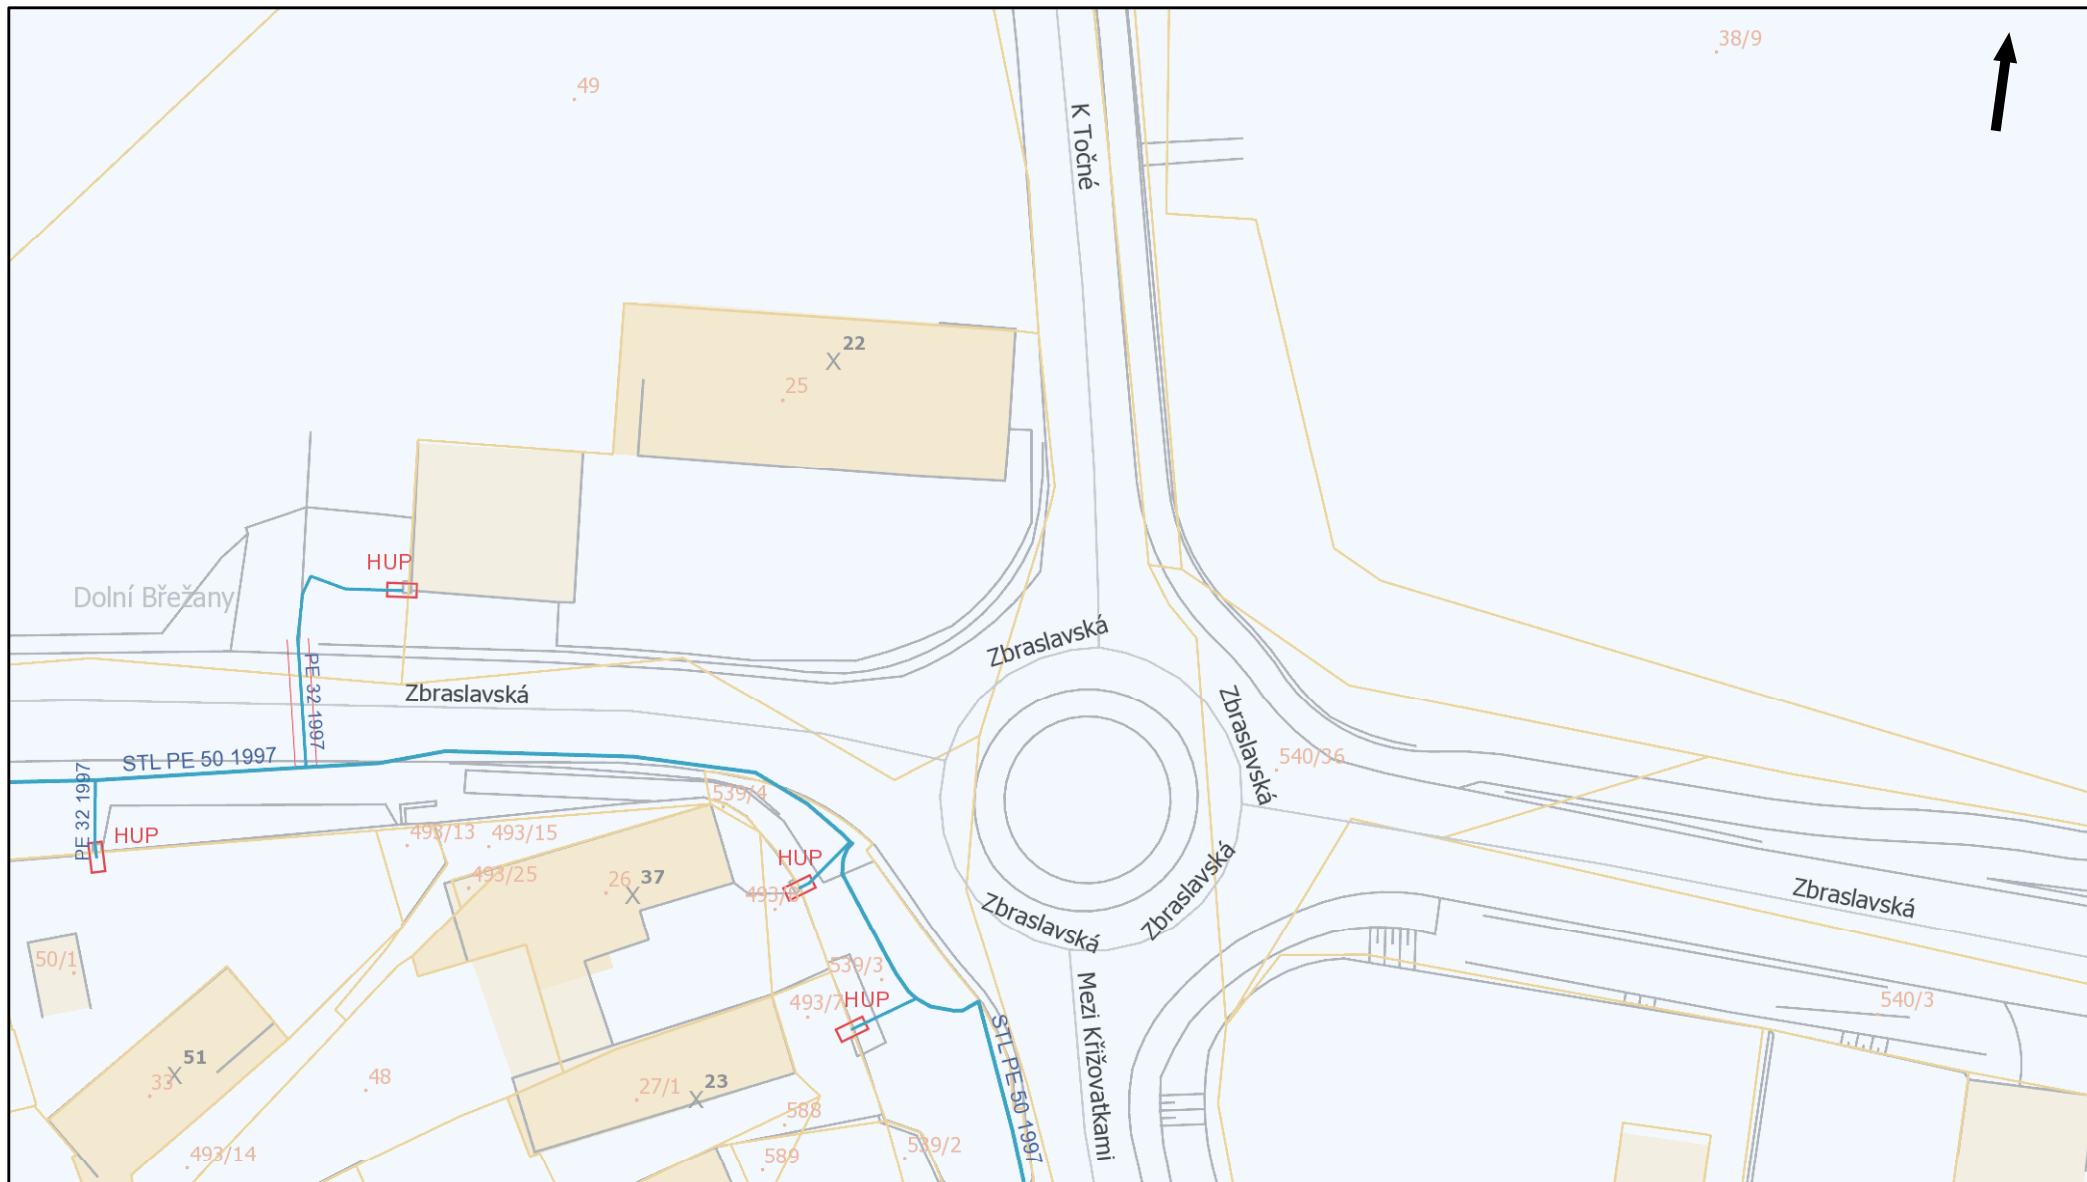 38/9
49
K Točné
22
25
HUP
Dolní Břežany
Zbraslavská
PE 32 1997
Zbraslavská
Zbraslavská
STL PE 50 1997
540/36
PE 32 1997
539/4
HUP
493/13
493/15
HUP
Zbraslavská
493/25
26
37
Zbraslavská
Zbraslavská
50/1
539/3
HUP
493/7
540/3
Mezi Křižovatkami
STL PE 50 1997
51
33
48
27/1
23
588
539/2
493/14
589